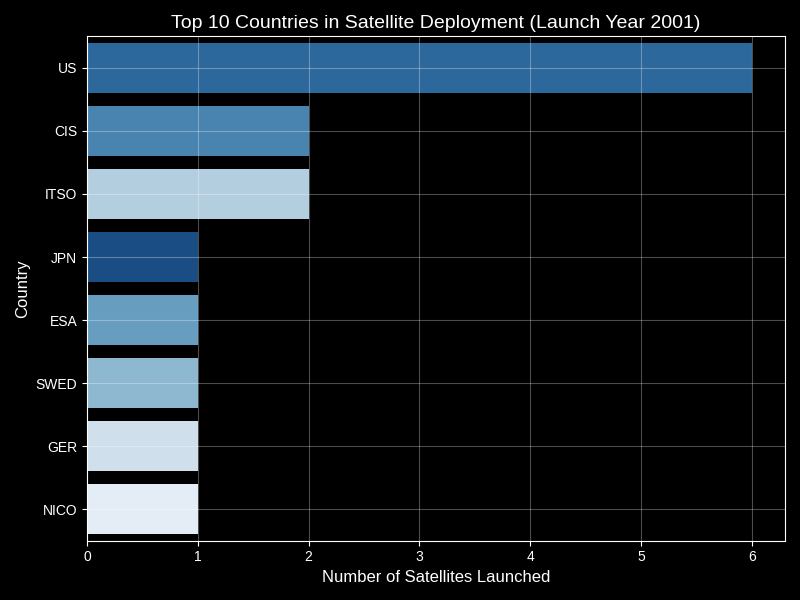 Top 10 Countries in Satellite Deployment (Launch Year 2001)
Country
US
CIS
ITSO
JPN
ESA
SWED
GER
NICO
0 1 2 3 4 5 6
Number of Satellites Launched